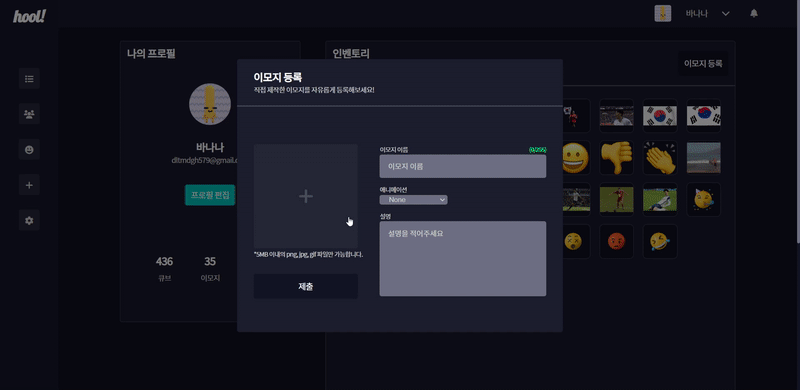 hool!
바나나
나의 프로필
인벤토리
이모지 등록
바나나
프로필 편집
436
35
큐브
이모지
이모지 등록
직접 제작한 이모지를 자유롭게 등록해보세요!
이모지 이름
이모지 이름
애니메이션
None
설명
설명을 적어주세요
*5MB 이내의 png, jpg, gif 파일만 가능합니다.
제출